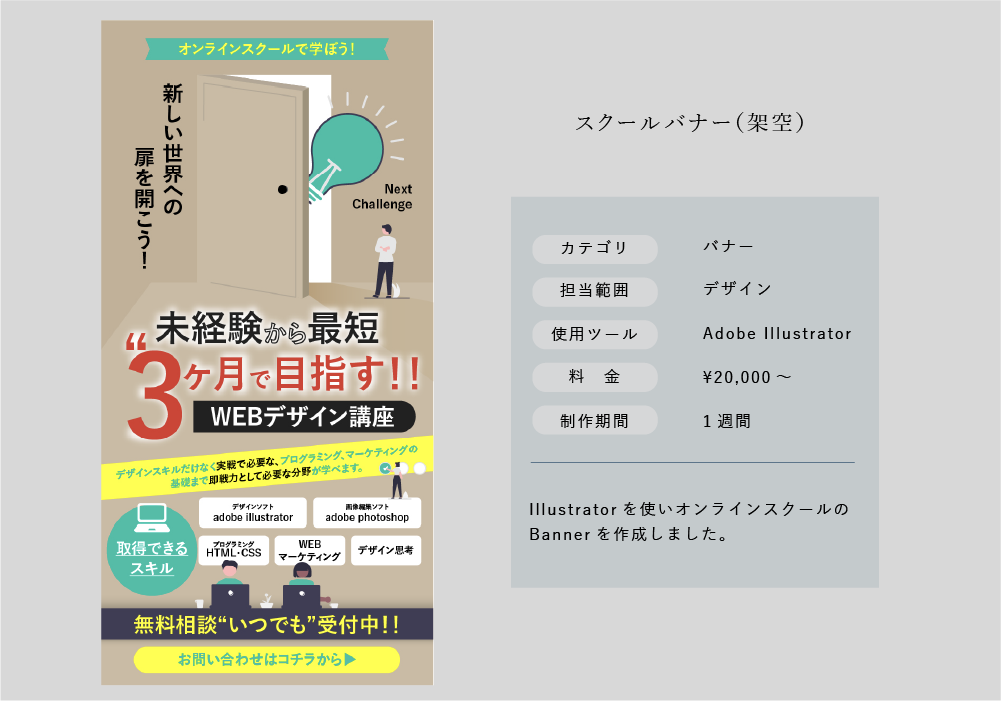 オンラインスクールで学ぼう!
新しい世界への
扉を開こう!
Next
Challenge
未経験から最短
“3ヶ月で目指す!!
WEBデザイン講座
デザインスキルだけなく実戦で必要な、プログラミング、マーケティングの
基礎まで即戦力として必要な分野が学べます。
取得できる
スキル
デザインソフト
adobe illustrator
画像編集ソフト
adobe photoshop
プログラミング
HTML・CSS
WEB
マーケティング
デザイン思考
無料相談“いつでも”受付中!!
お問い合わせはコチラから▶
スクールバナー(架空)
カテゴリ バナー
担当範囲 デザイン
使用ツール Adobe Illustrator
料 金 ¥20,000〜
制作期間 1週間
Illustratorを使いオンラインスクールの
Bannerを作成しました。